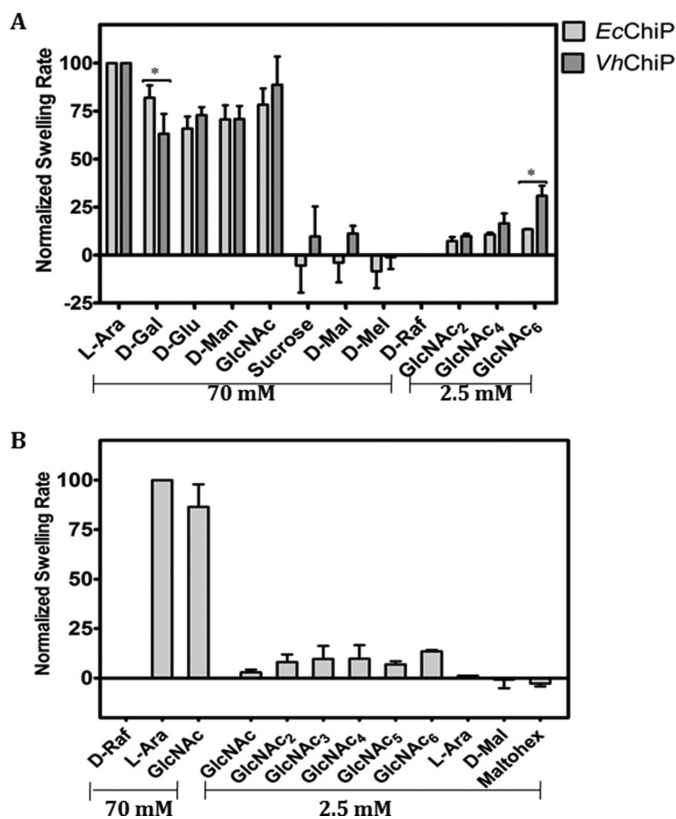 A
EcChiP
VhChiP
Normalized Swelling Rate
100
75
50
25
0
-25
*
*
L-Ara
D-Gal
D-Glu
D-Man
GlcNAc
Sucrose
D-Mal
D-Mel
D-Raf
GlcNAc₂
GlcNAc₄
GlcNAc₆
70 mM
2.5 mM
B
Normalized Swelling Rate
100
75
50
25
0
D-Raf
L-Ara
GlcNAc
GlcNAc
GlcNAc₂
GlcNAc₃
GlcNAc₄
GlcNAc₅
GlcNAc₆
L-Ara
D-Mal
Maltohex
70 mM
2.5 mM